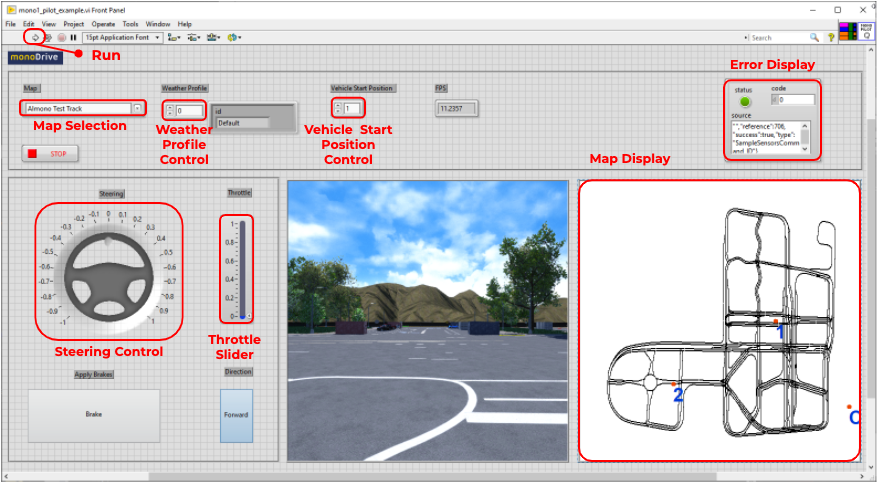 mono1_pilot_example.vi Front Panel
File Edit View Project Operate Tools Window Help
15pt Application Font
Search
?
MONO
PILOT
Run
monoDrive
Error Display
Map
Weather Profile
Vehicle Start Position
FPS
status
code
Almono Test Track
0
id
Default
1
11.2357
0
Map Selection
Weather
Profile
Control
Vehicle Start
Position
Control
source
"","reference":706,
"success":true,"type":
"SampleSensorsComm
and_ID"}
STOP
Map Display
Steering
Throttle
-0.1 0 0.1
-0.2 0.2
-0.3 0.3
-0.4 0.4
-0.5 0.5
-0.6 0.6
-0.7 0.7
-0.8 0.8
-0.9 0.9
-1 1
1
0.8
0.6
0.4
0.2
0
Steering Control
Throttle
Slider
Apply Brakes
Direction
Brake
Forward
1
2